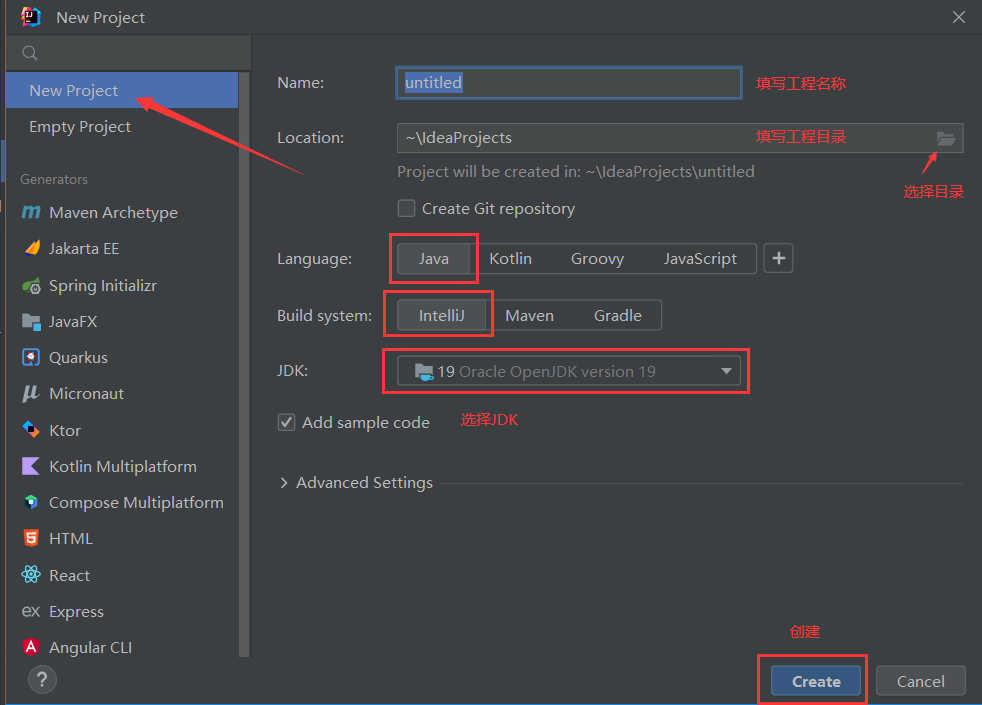 New Project
New Project
Empty Project
Generators
Maven Archetype
Jakarta EE
Spring Initializr
JavaFX
Quarkus
Micronaut
Ktor
Kotlin Multiplatform
Compose Multiplatform
HTML
React
ex Express
Angular CLI
?
Name: untitled 填写工程名称
Location: ~\IdeaProjects 填写工程目录
Project will be created in: ~\IdeaProjects\untitled
选择目录
Create Git repository
Language: Java Kotlin Groovy JavaScript +
Build system: IntelliJ Maven Gradle
JDK: 19 Oracle OpenJDK version 19
Add sample code 选择JDK
Advanced Settings
创建
Create Cancel